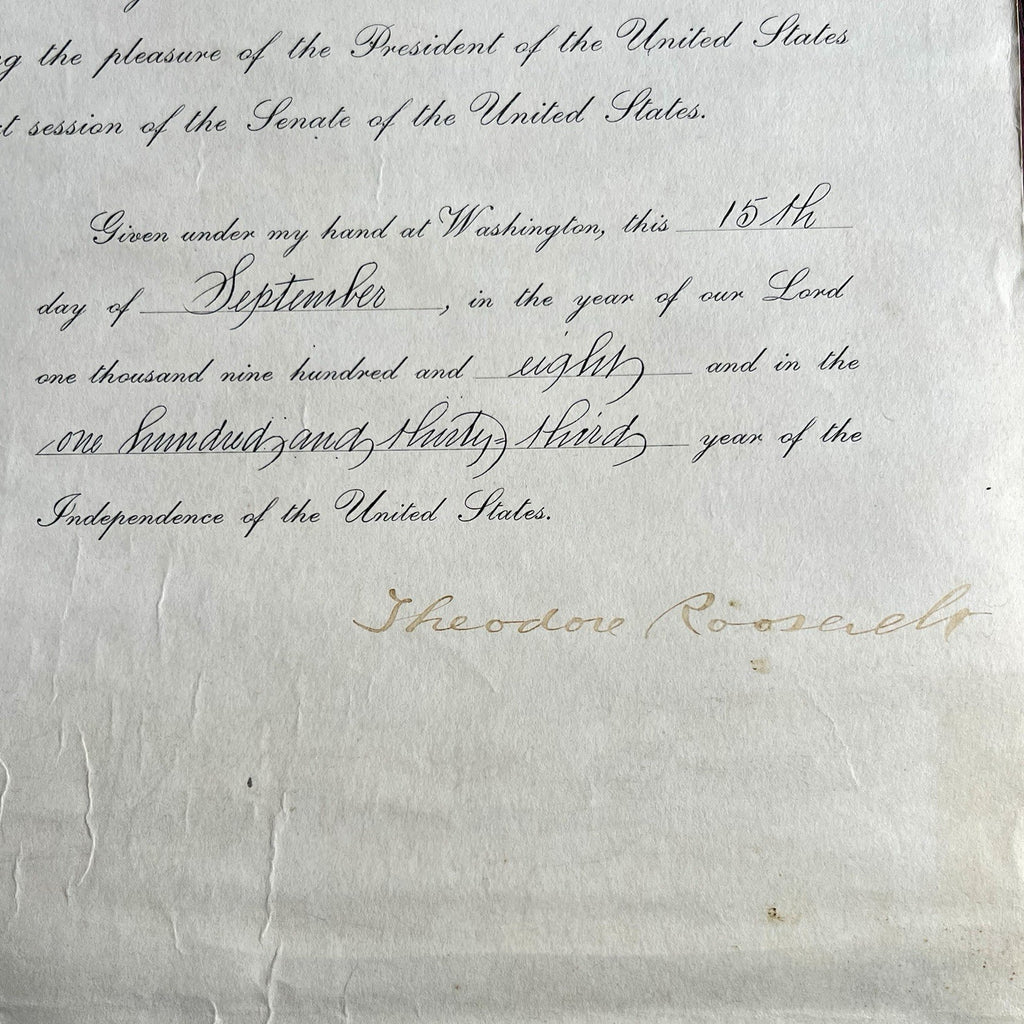 the pleasure of the President of the United States
session of the Senate of the United States.
Given under my hand at Washington, this 15th
day of September, in the year of our Lord
one thousand nine hundred and eight and in the
one hundred and thirty-third year of the
Independence of the United States.
Theodore Roosevelt